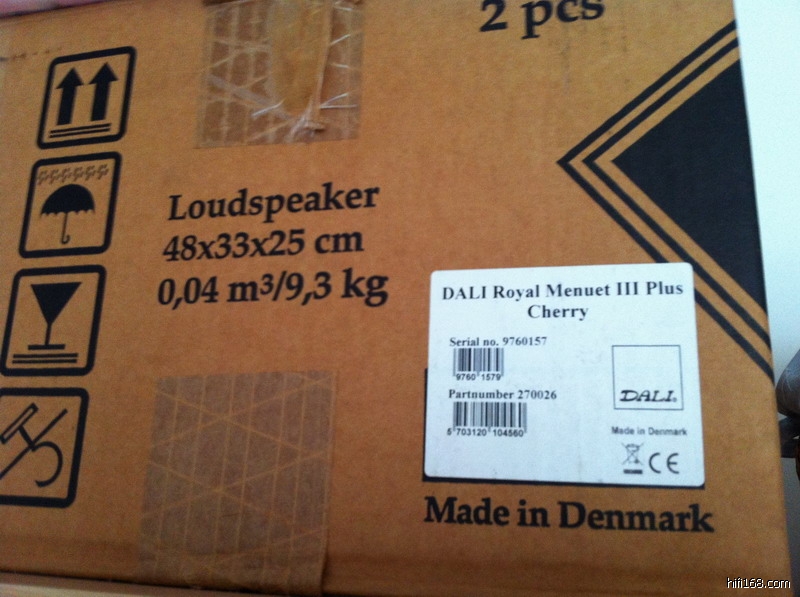 2 pcs
Loudspeaker
48x33x25 cm
0,04 m³/9,3 kg
DALI Royal Menuet III Plus
Cherry
Serial no. 9760157
9760 1579
Partnumber 270026
5 703120 104560
DALI®
Made in Denmark
CE
Made in Denmark
hifi168.com